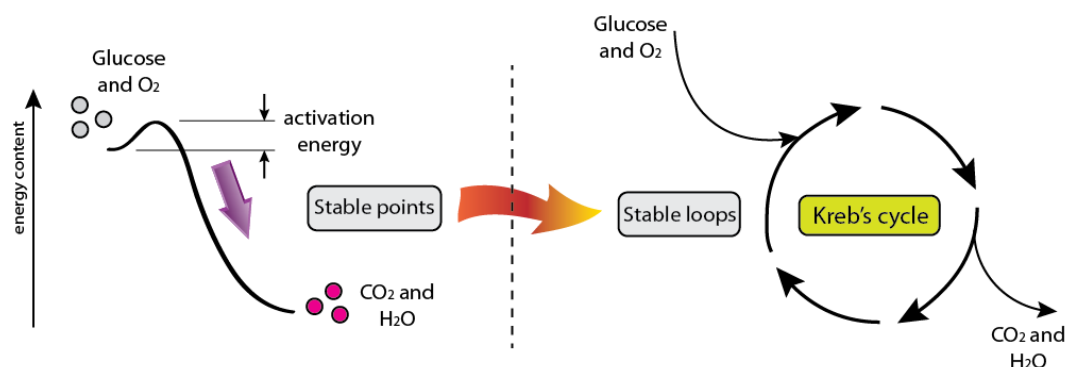 energy content
Glucose
and O₂
activation
energy
Stable points
CO₂ and
H₂O
Glucose
and O₂
Stable loops
Kreb's cycle
CO₂ and
H₂O